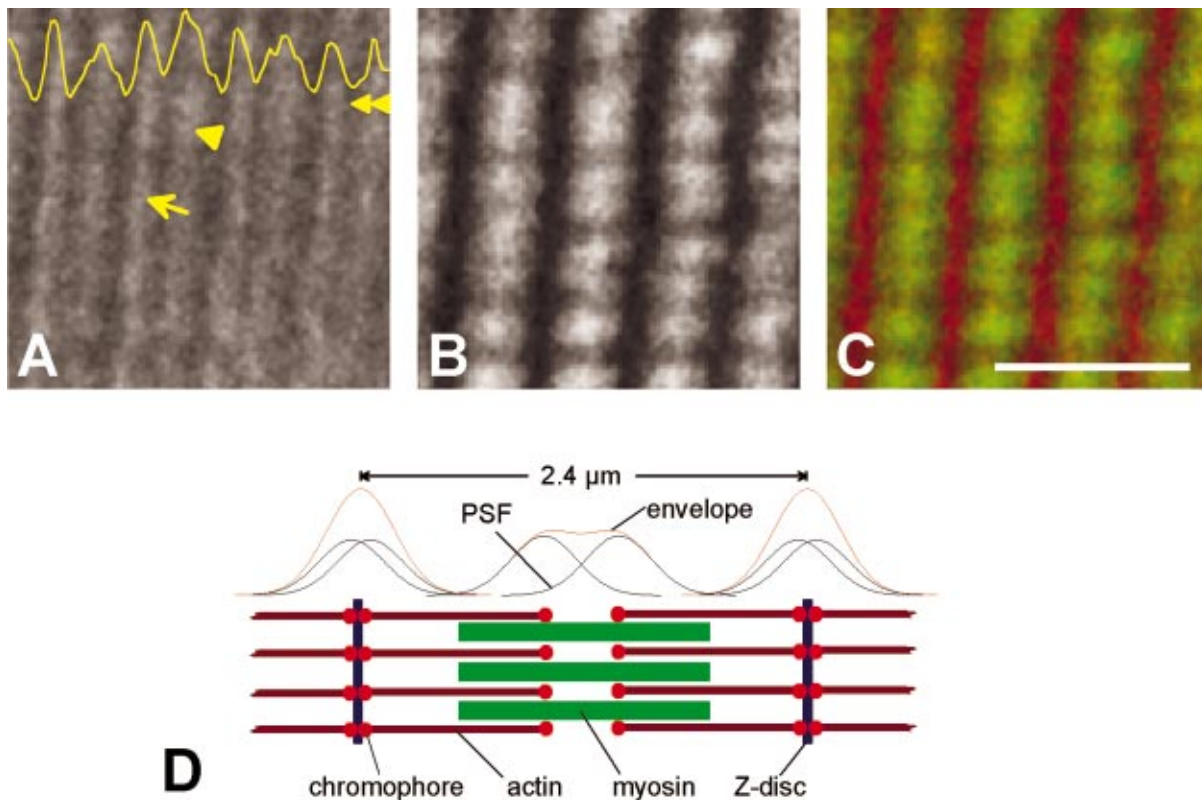 A
B
C
2.4 µm
PSF
envelope
D
chromophore
actin
myosin
Z-disc